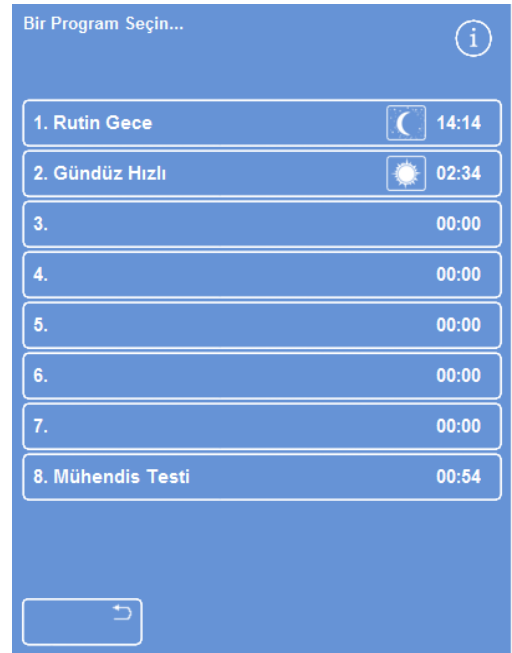 Bir Program Seçin...
i
1. Rutin Gece 14:14
2. Gündüz Hızlı 02:34
3. 00:00
4. 00:00
5. 00:00
6. 00:00
7. 00:00
8. Mühendis Testi 00:54